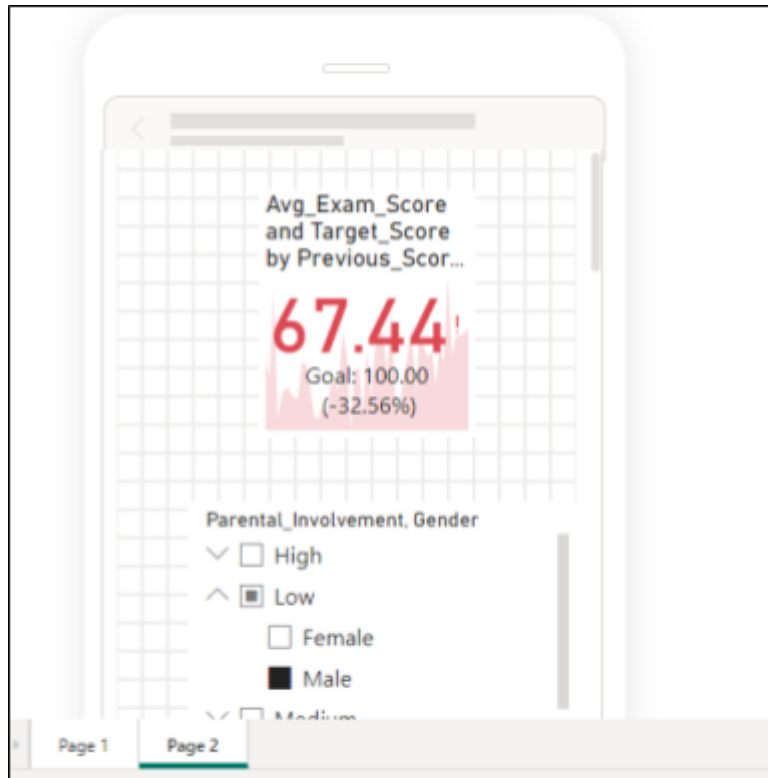 Avg_Exam_Score
and Target_Score
by Previous_Scor...
67.44!
Goal: 100.00
(-32.56%)
Parental_Involvement, Gender
High
Low
Female
Male
Medium
Page 1
Page 2